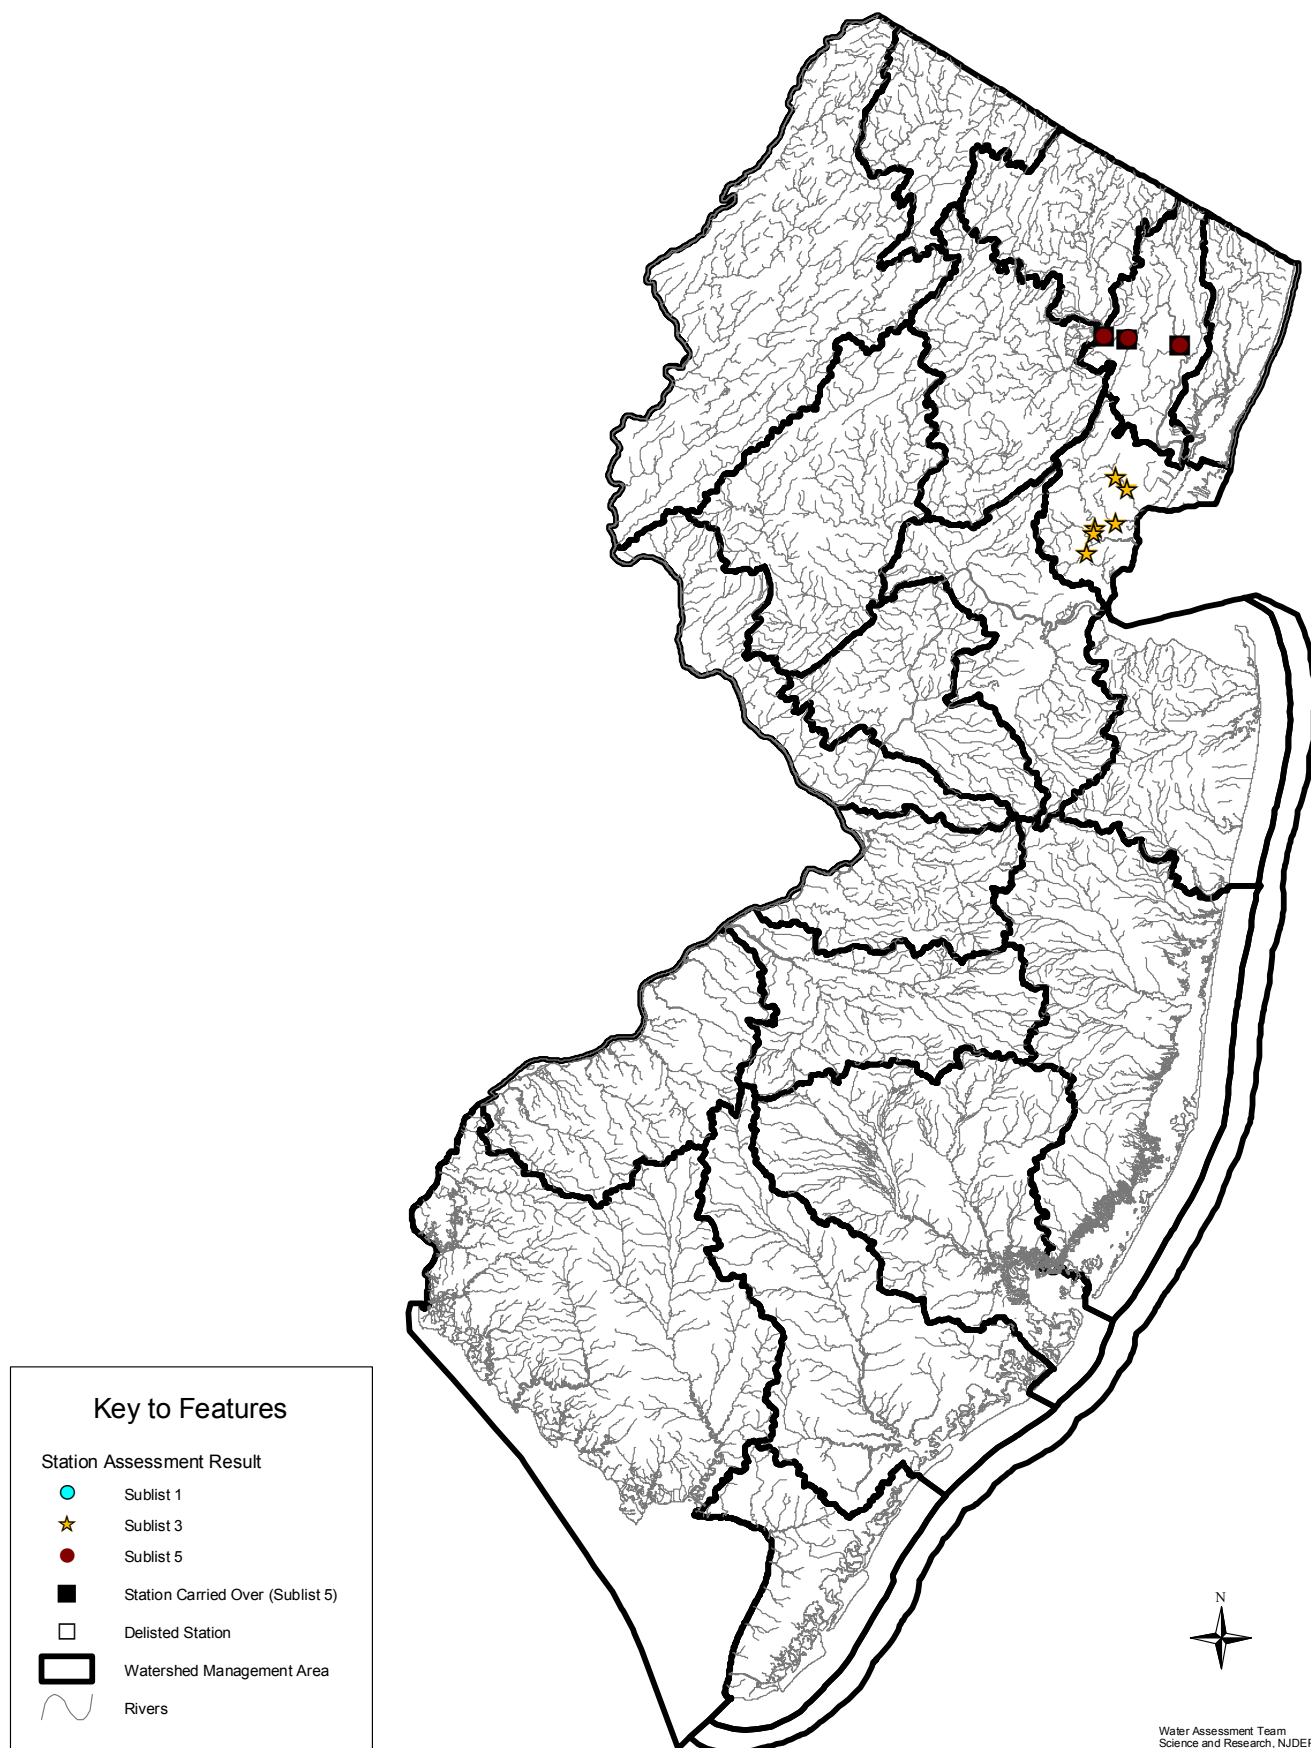 Key to Features
Station Assessment Result
Sublist 1
Sublist 3
Sublist 5
Station Carried Over (Sublist 5)
Delisted Station
Watershed Management Area
Rivers
N
Water Assessment Team
Science and Research, NJDEP